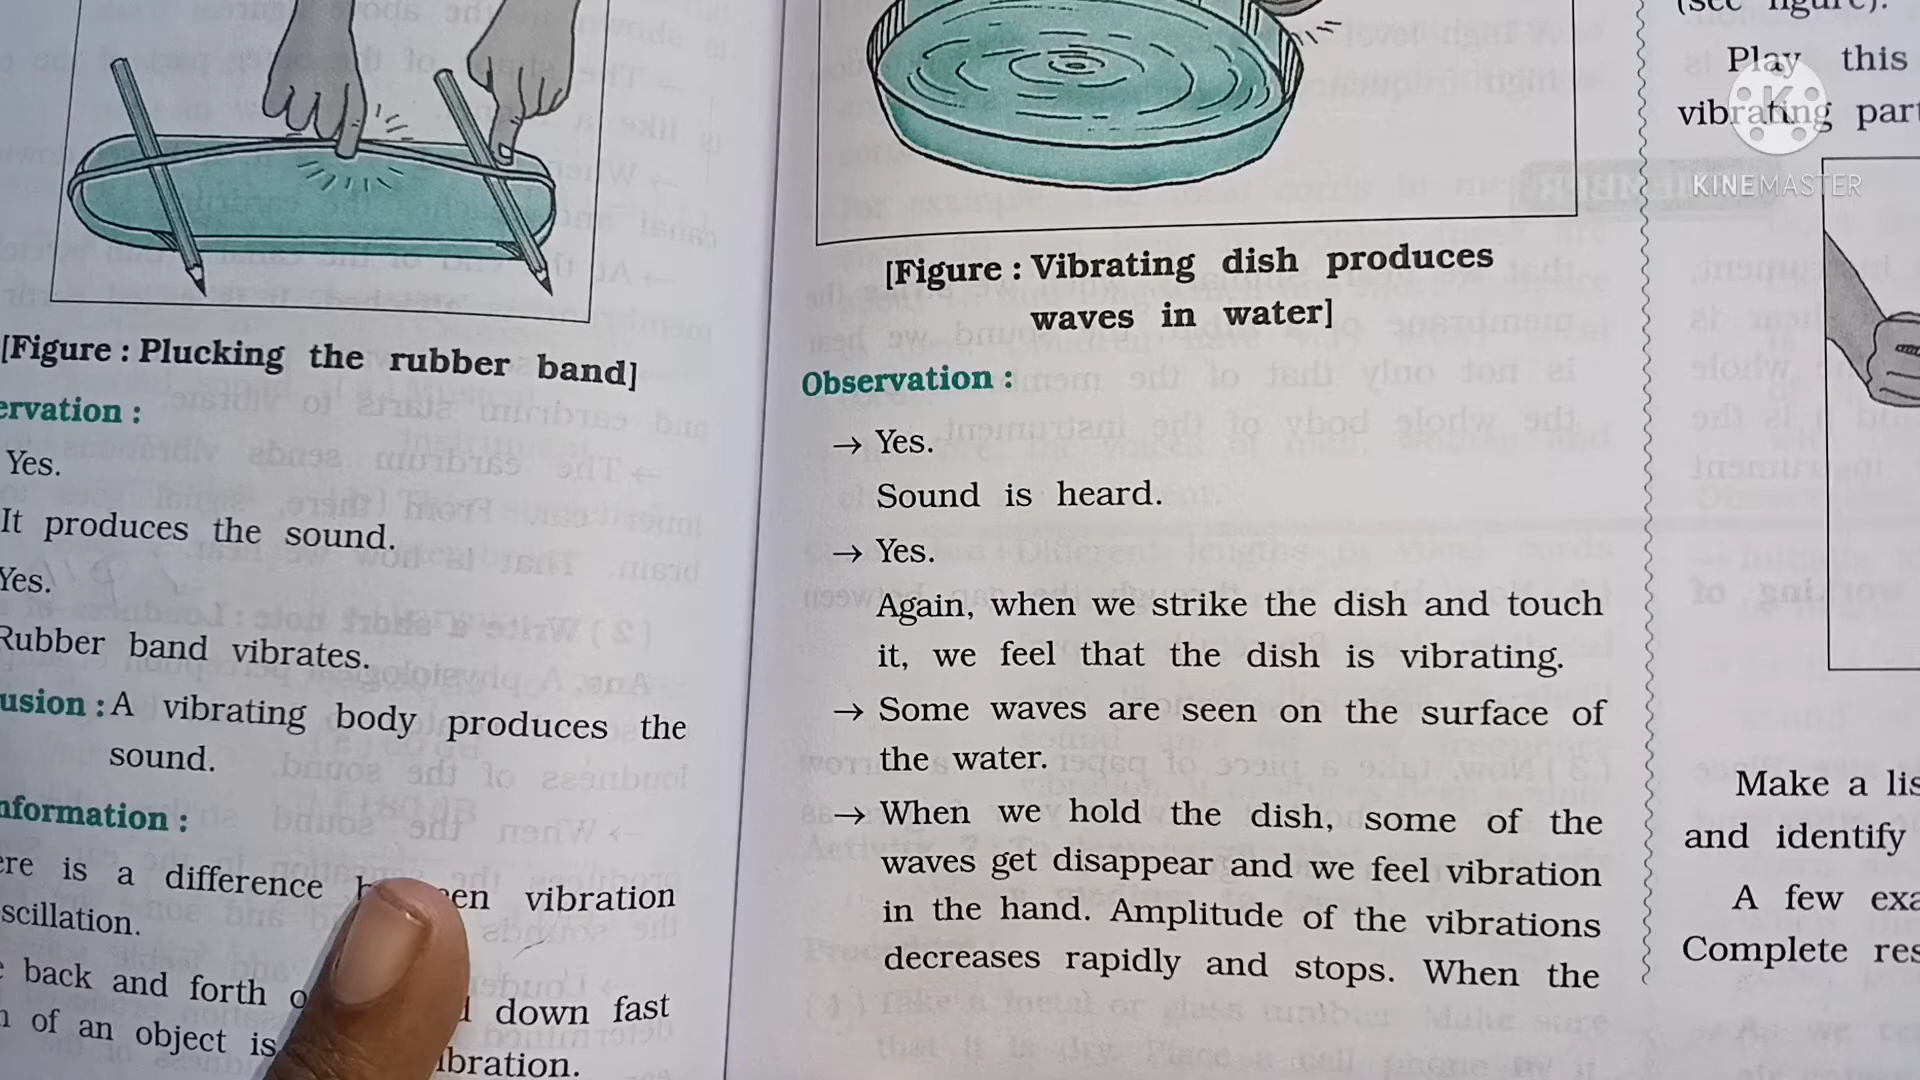 [Figure : Plucking the rubber band]
ervation :
Yes.
It produces the sound.
Yes.
Rubber band vibrates.
usion : A vibrating body produces the
sound.
nformation :
ere is a difference en vibration
scillation.
back and forth down fast
of an object is ibration.
[Figure : Vibrating dish produces
waves in water]
Observation :
→ Yes.
Sound is heard.
→ Yes.
Again, when we strike the dish and touch
it, we feel that the dish is vibrating.
→ Some waves are seen on the surface of
the water.
→ When we hold the dish, some of the
waves get disappear and we feel vibration
in the hand. Amplitude of the vibrations
decreases rapidly and stops. When the
(see figure).
Play this
vibrating part
KINEMASTER
Make a lis
and identify
A few exa
Complete res